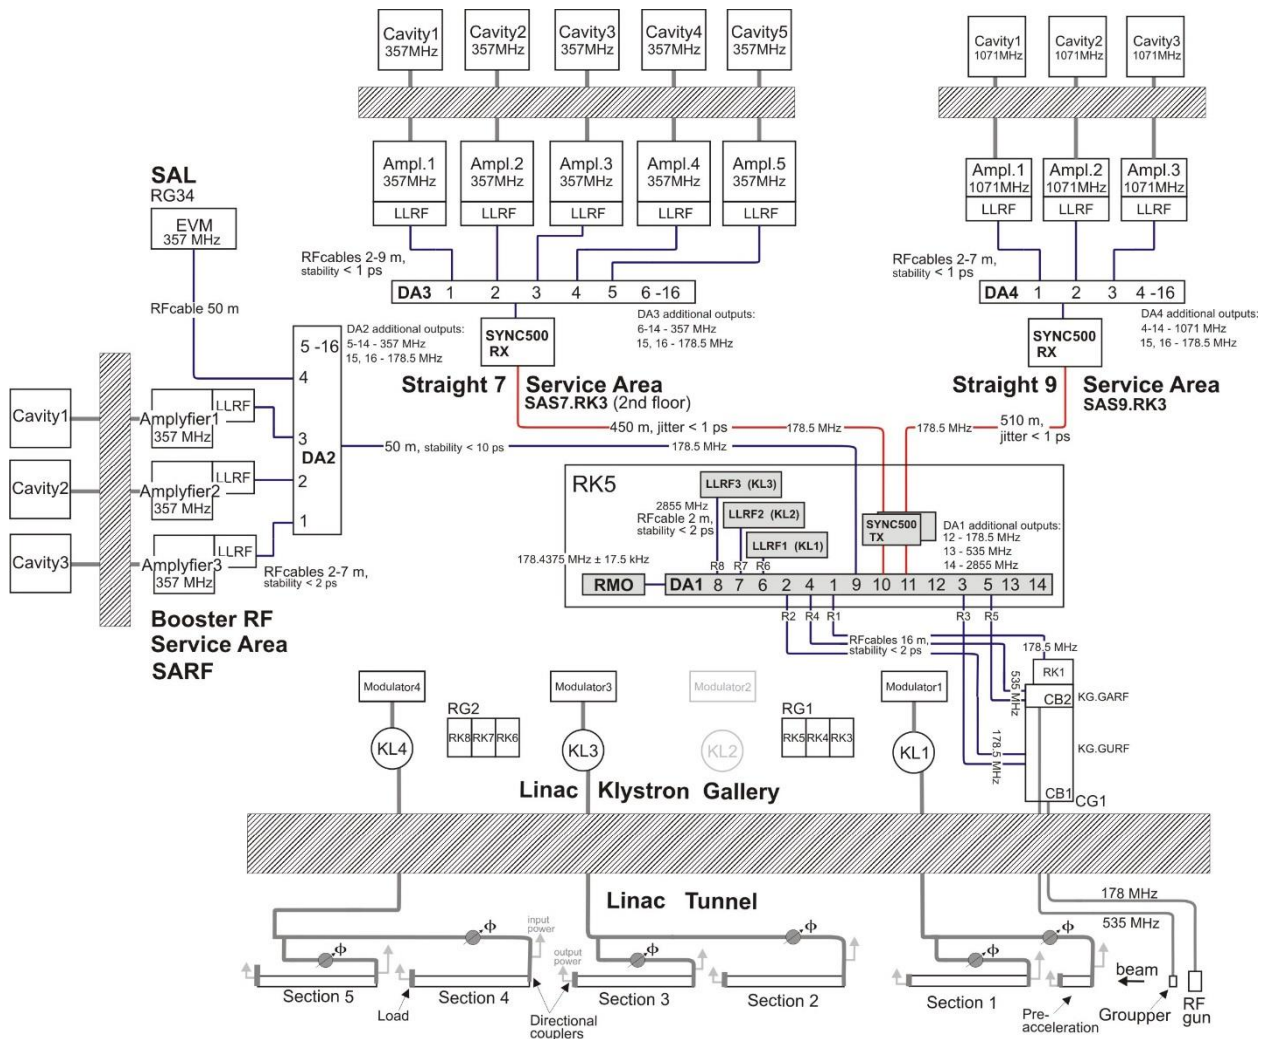 Cavity1
357MHz
Cavity2
357MHz
Cavity3
357MHz
Cavity4
357MHz
Cavity5
357MHz
Cavity1
1071MHz
Cavity2
1071MHz
Cavity3
1071MHz
Ampl.1
357MHz
LLRF
Ampl.2
357MHz
LLRF
Ampl.3
357MHz
LLRF
Ampl.4
357MHz
LLRF
Ampl.5
357MHz
LLRF
Ampl.1
1071MHz
LLRF
Ampl.2
1071MHz
LLRF
Ampl.3
1071MHz
LLRF
SAL
RG34
EVM
357 MHz
RFcable 50 m
RFcables 2-9 m,
stability < 1 ps
DA3 1 2 3 4 5 6 -16
RFcables 2-7 m,
stability < 1 ps
DA4 1 2 3 4 -16
DA2 additional outputs:
5-14 - 357 MHz
15, 16 - 178.5 MHz
SYNC500
RX
DA3 additional outputs:
6-14 - 357 MHz
15, 16 - 178.5 MHz
SYNC500
RX
DA4 additional outputs:
4-14 - 1071 MHz
15, 16 - 178.5 MHz
Straight 7 Service Area
SAS7.RK3 (2nd floor)
Straight 9 Service Area
SAS9.RK3
5 -16
4
3
DA2
2
1
Cavity1
Amplyfier1
357 MHz
LLRF
Cavity2
Amplyfier2
357 MHz
LLRF
Cavity3
Amplyfier3
357 MHz
LLRF
RFcables 2-7 m,
stability < 2 ps
Booster RF
Service Area
SARF
450 m, jitter < 1 ps
178.5 MHz
178.5 MHz
510 m,
jitter < 1 ps
50 m, stability < 10 ps
178.5 MHz
RK5
LLRF3 (KL3)
LLRF2 (KL2)
LLRF1 (KL1)
2855 MHz
RFcable 2 m,
stability < 2 ps
SYNC500
TX
DA1 additional outputs:
12 - 178.5 MHz
13 - 535 MHz
14 - 2855 MHz
178.4375 MHz ± 17.5 kHz
R8 R7 R6
RMO
DA1 8 7 6 2 4 1 9 10 11 12 3 5 13 14
R2 R4 R1 R3 R5
RFcables 16 m,
stability < 2 ps
178.5 MHz
535 MHz
178.5 MHz
RK1
CB2
KG.GARF
KG.GURF
CB1
CG1
Modulator4
Modulator3
Modulator2
Modulator1
RG2
RK8 RK7 RK6
RG1
RK5 RK4 RK3
KL4
KL3
KL2
KL1
Linac Klystron Gallery
Linac Tunnel
178 MHz
535 MHz
input
power
output
power
ϕ
ϕ
ϕ
ϕ
ϕ
ϕ
Section 5
Section 4
Section 3
Section 2
Section 1
Load
Directional
couplers
Pre-
acceleration
beam
Groupper
RF
gun